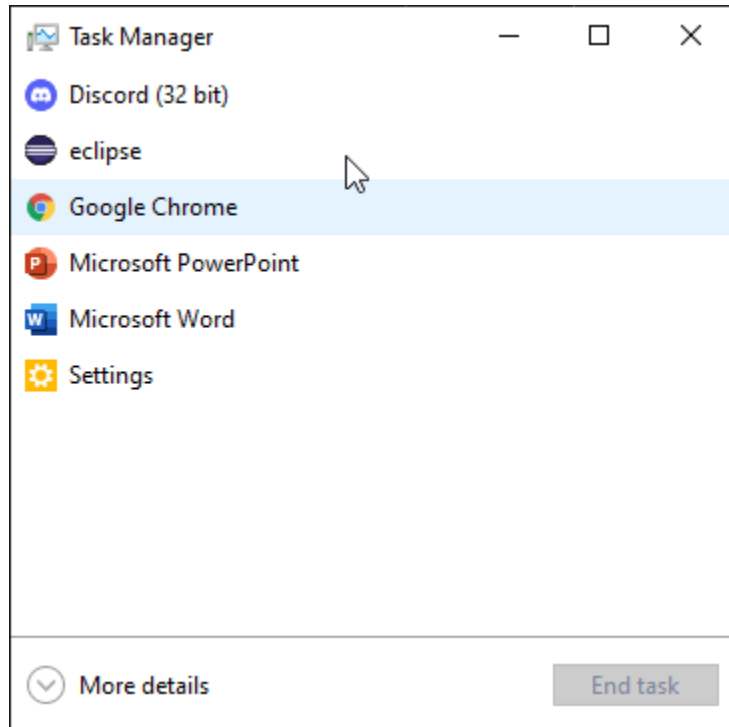 Task Manager
Discord (32 bit)
eclipse
Google Chrome
Microsoft PowerPoint
Microsoft Word
Settings
More details
End task